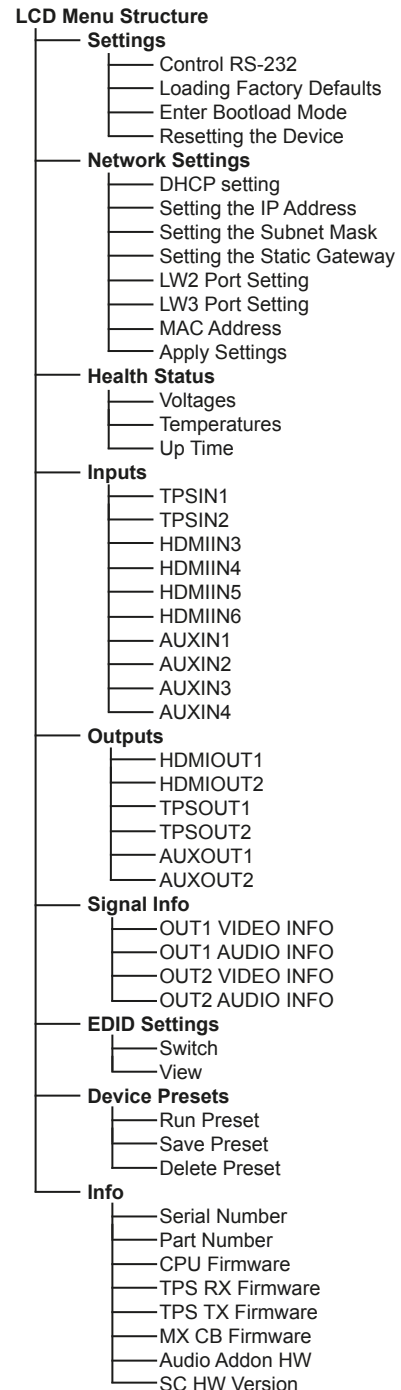 LCD Menu Structure
Settings
Control RS-232
Loading Factory Defaults
Enter Bootload Mode
Resetting the Device
Network Settings
DHCP setting
Setting the IP Address
Setting the Subnet Mask
Setting the Static Gateway
LW2 Port Setting
LW3 Port Setting
MAC Address
Apply Settings
Health Status
Voltages
Temperatures
Up Time
Inputs
TPSIN1
TPSIN2
HDMIIN3
HDMIIN4
HDMIIN5
HDMIIN6
AUXIN1
AUXIN2
AUXIN3
AUXIN4
Outputs
HDMIOUT1
HDMIOUT2
TPSOUT1
TPSOUT2
AUXOUT1
AUXOUT2
Signal Info
OUT1 VIDEO INFO
OUT1 AUDIO INFO
OUT2 VIDEO INFO
OUT2 AUDIO INFO
EDID Settings
Switch
View
Device Presets
Run Preset
Save Preset
Delete Preset
Info
Serial Number
Part Number
CPU Firmware
TPS RX Firmware
TPS TX Firmware
MX CB Firmware
Audio Addon HW
SC HW Version